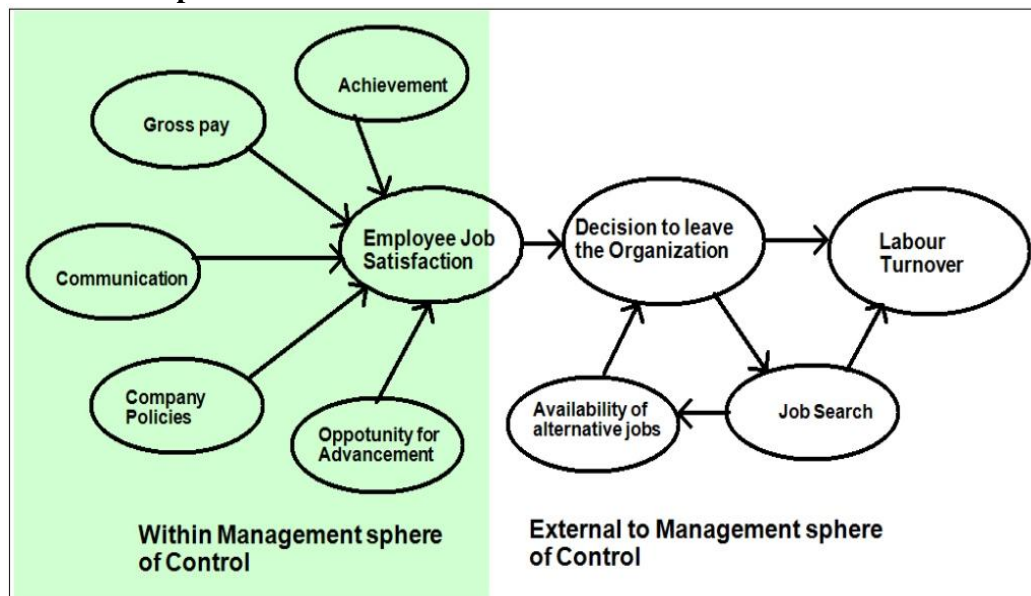 Achievement
Gross pay
Employee Job
Satisfaction
Decision to leave
the Organization
Labour
Turnover
Communication
Company
Policies
Oppotunity for
Advancement
Availability of
alternative jobs
Job Search
Within Management sphere
of Control
External to Management sphere
of Control